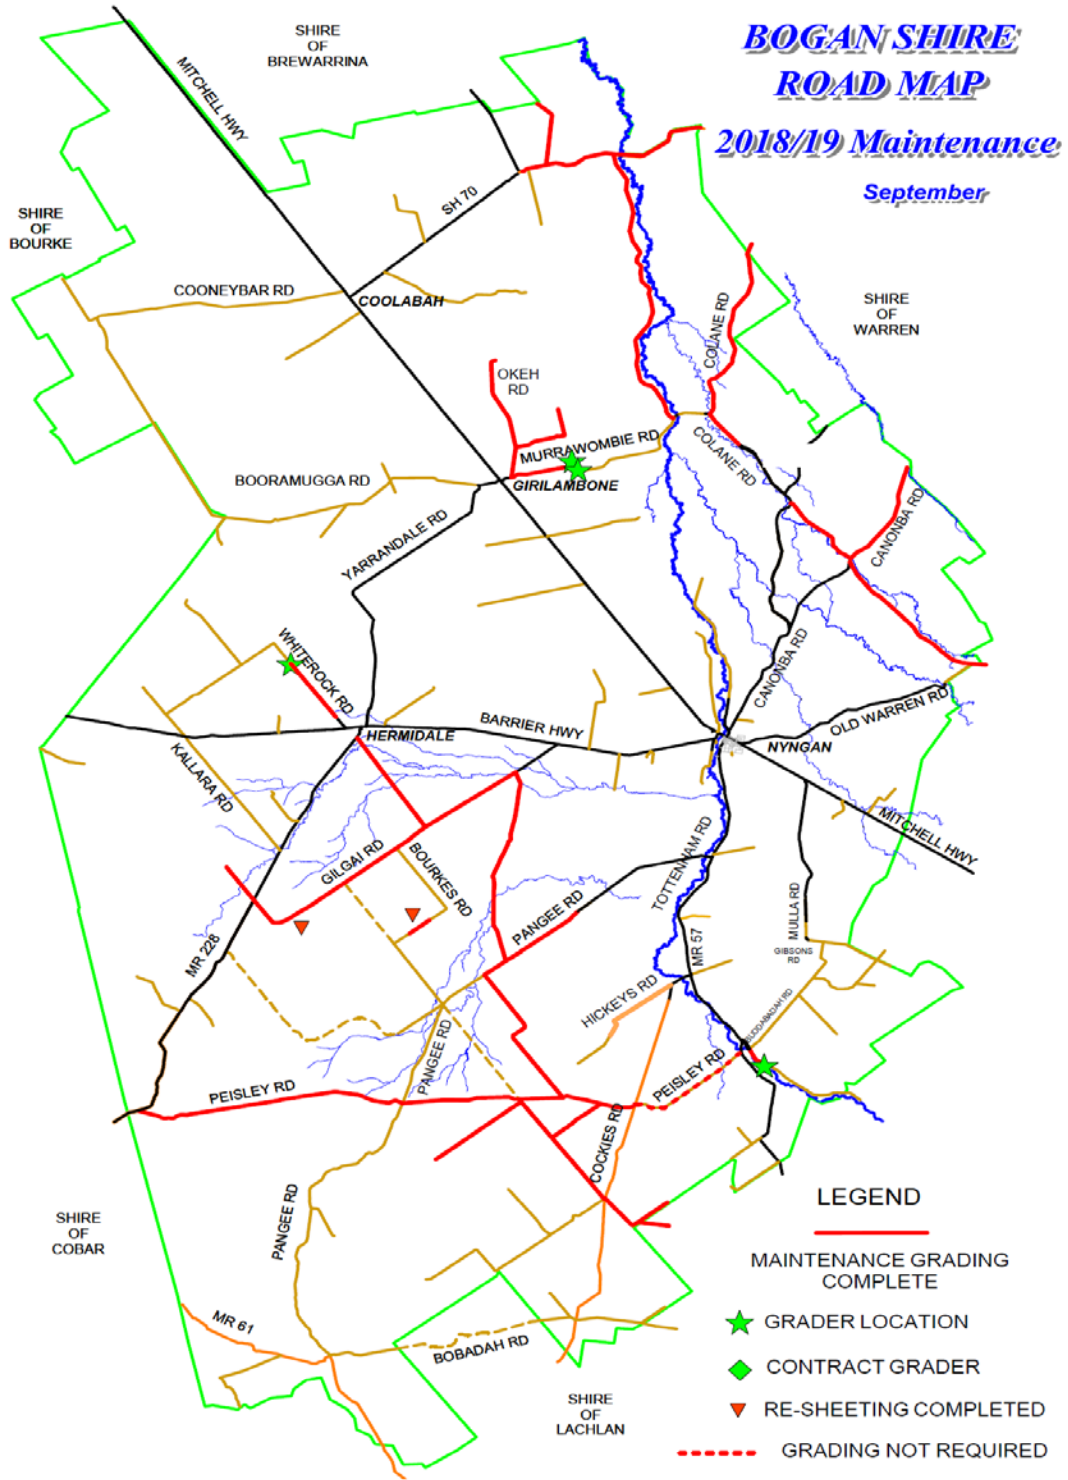 BOGAN SHIRE
ROAD MAP
2018/19 Maintenance
September
SHIRE
OF
BREWARRINA
MITCHELL HWY
SHIRE
OF
BOURKE
SH 70
COONEYBAR RD
COOLABAH
SHIRE
OF
WARREN
COLANE RD
OKEH
RD
MURRAWOMBIE RD
COLANE RD
BOORAMUGGA RD
GIRILAMBONE
YARRANDALE RD
CANONBA RD
WHITEROCK RD
CANONBA RD
BARRIER HWY
OLD WARREN RD
HERMIDALE
NYNGAN
KALLARA RD
MITCHELL HWY
GILGAI RD
BOURKES RD
TOTTENHAM RD
PANGEE RD
MULLA RD
MR 228
MR 57
GIBSONS
RD
HICKEYS RD
BUDDABADAH RD
PANGEE RD
PEISLEY RD
PEISLEY RD
COCKIES RD
PANGEE RD
SHIRE
OF
COBAR
MR 61
BOBADAH RD
SHIRE
OF
LACHLAN
LEGEND
MAINTENANCE GRADING
COMPLETE
GRADER LOCATION
CONTRACT GRADER
RE-SHEETING COMPLETED
GRADING NOT REQUIRED